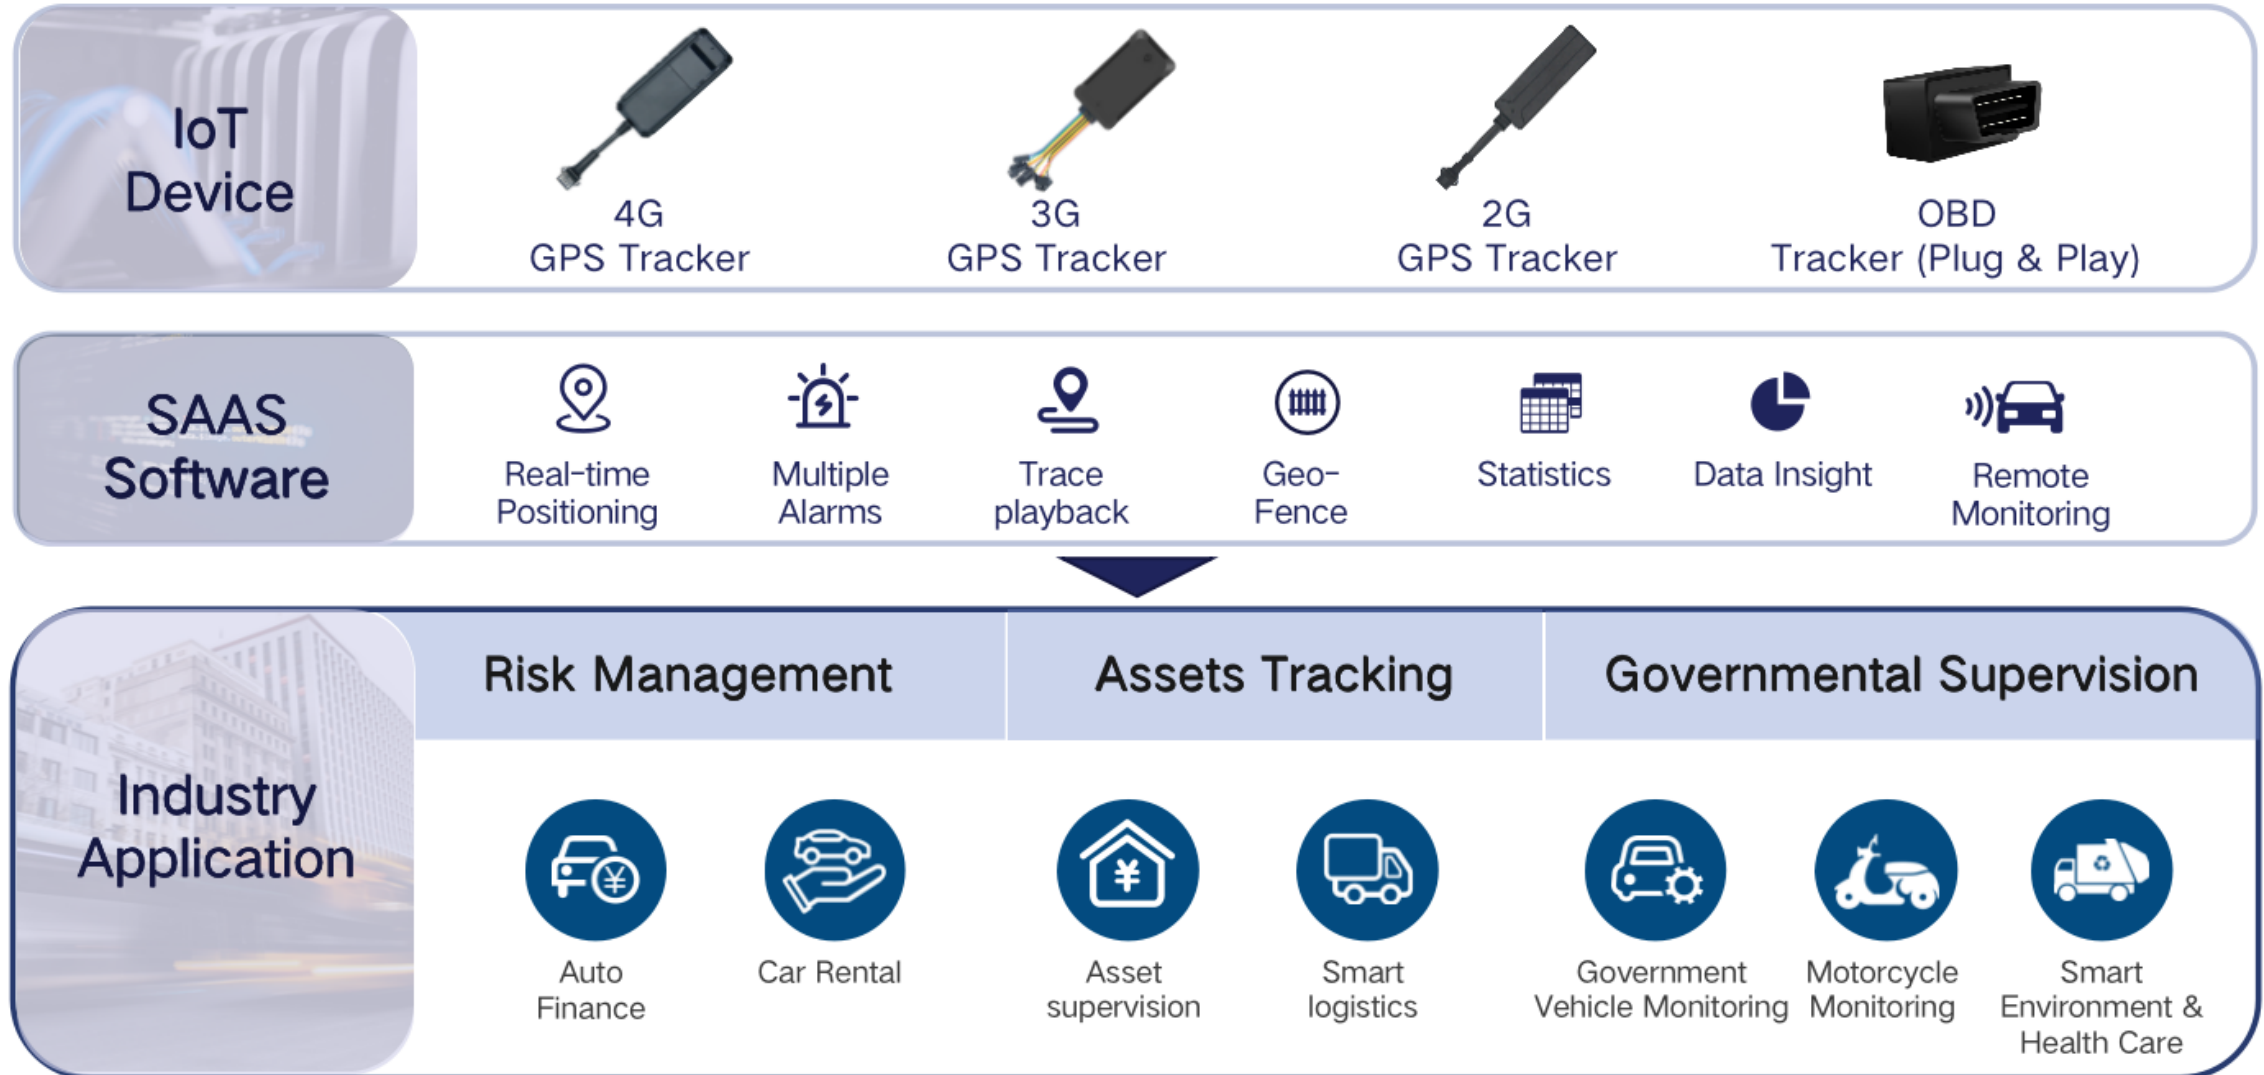 IoT
Device
4G
GPS Tracker
3G
GPS Tracker
2G
GPS Tracker
OBD
Tracker (Plug & Play)
SAAS
Software
Real-time
Positioning
Multiple
Alarms
Trace
playback
Geo-
Fence
Statistics
Data Insight
Remote
Monitoring
Industry
Application
Risk Management
Assets Tracking
Governmental Supervision
¥
¥
Auto
Finance
Car Rental
Asset
supervision
Smart
logistics
Government
Vehicle Monitoring
Motorcycle
Monitoring
Smart
Environment &
Health Care